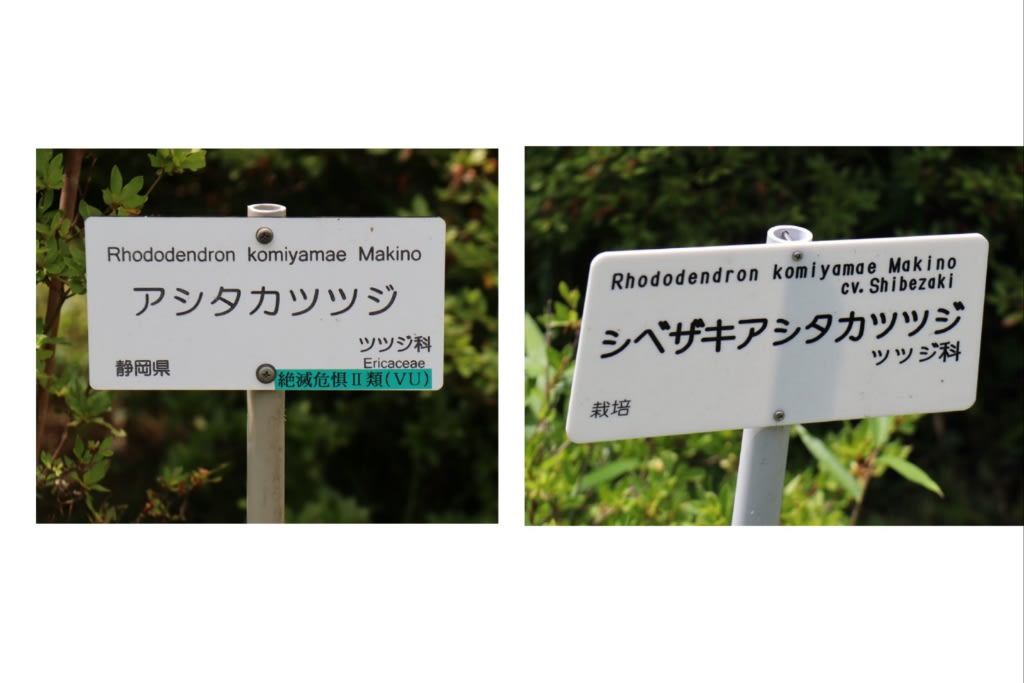 Rhododendron komiyamae Makino
アシタカツツジ
ツツジ科
Ericaceae
静岡県
絶滅危惧Ⅱ類(VU)
Rhododendron komiyamae Makino
cv. Shibezaki
シベザキアシタカツツジ
ツツジ科
栽培